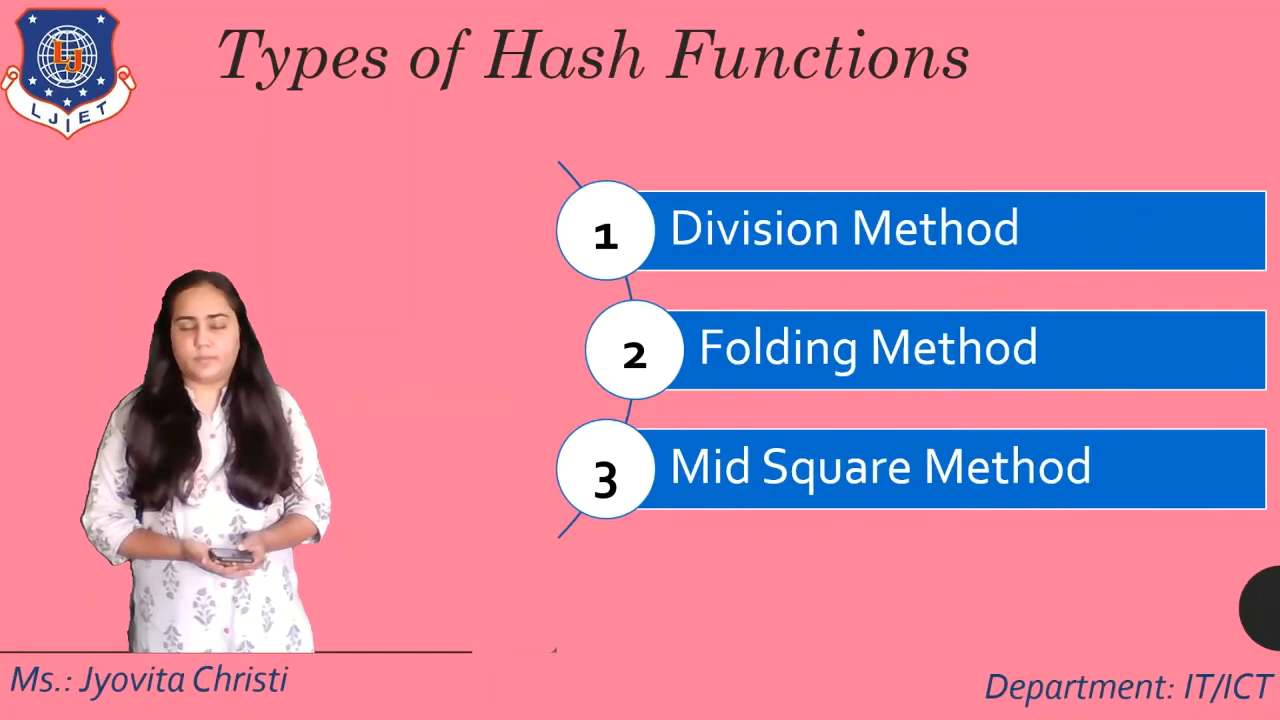 Types of Hash Functions
LJ
LJIET
1 Division Method
2 Folding Method
3 Mid Square Method
Ms.: Jyovita Christi
Department: IT/ICT